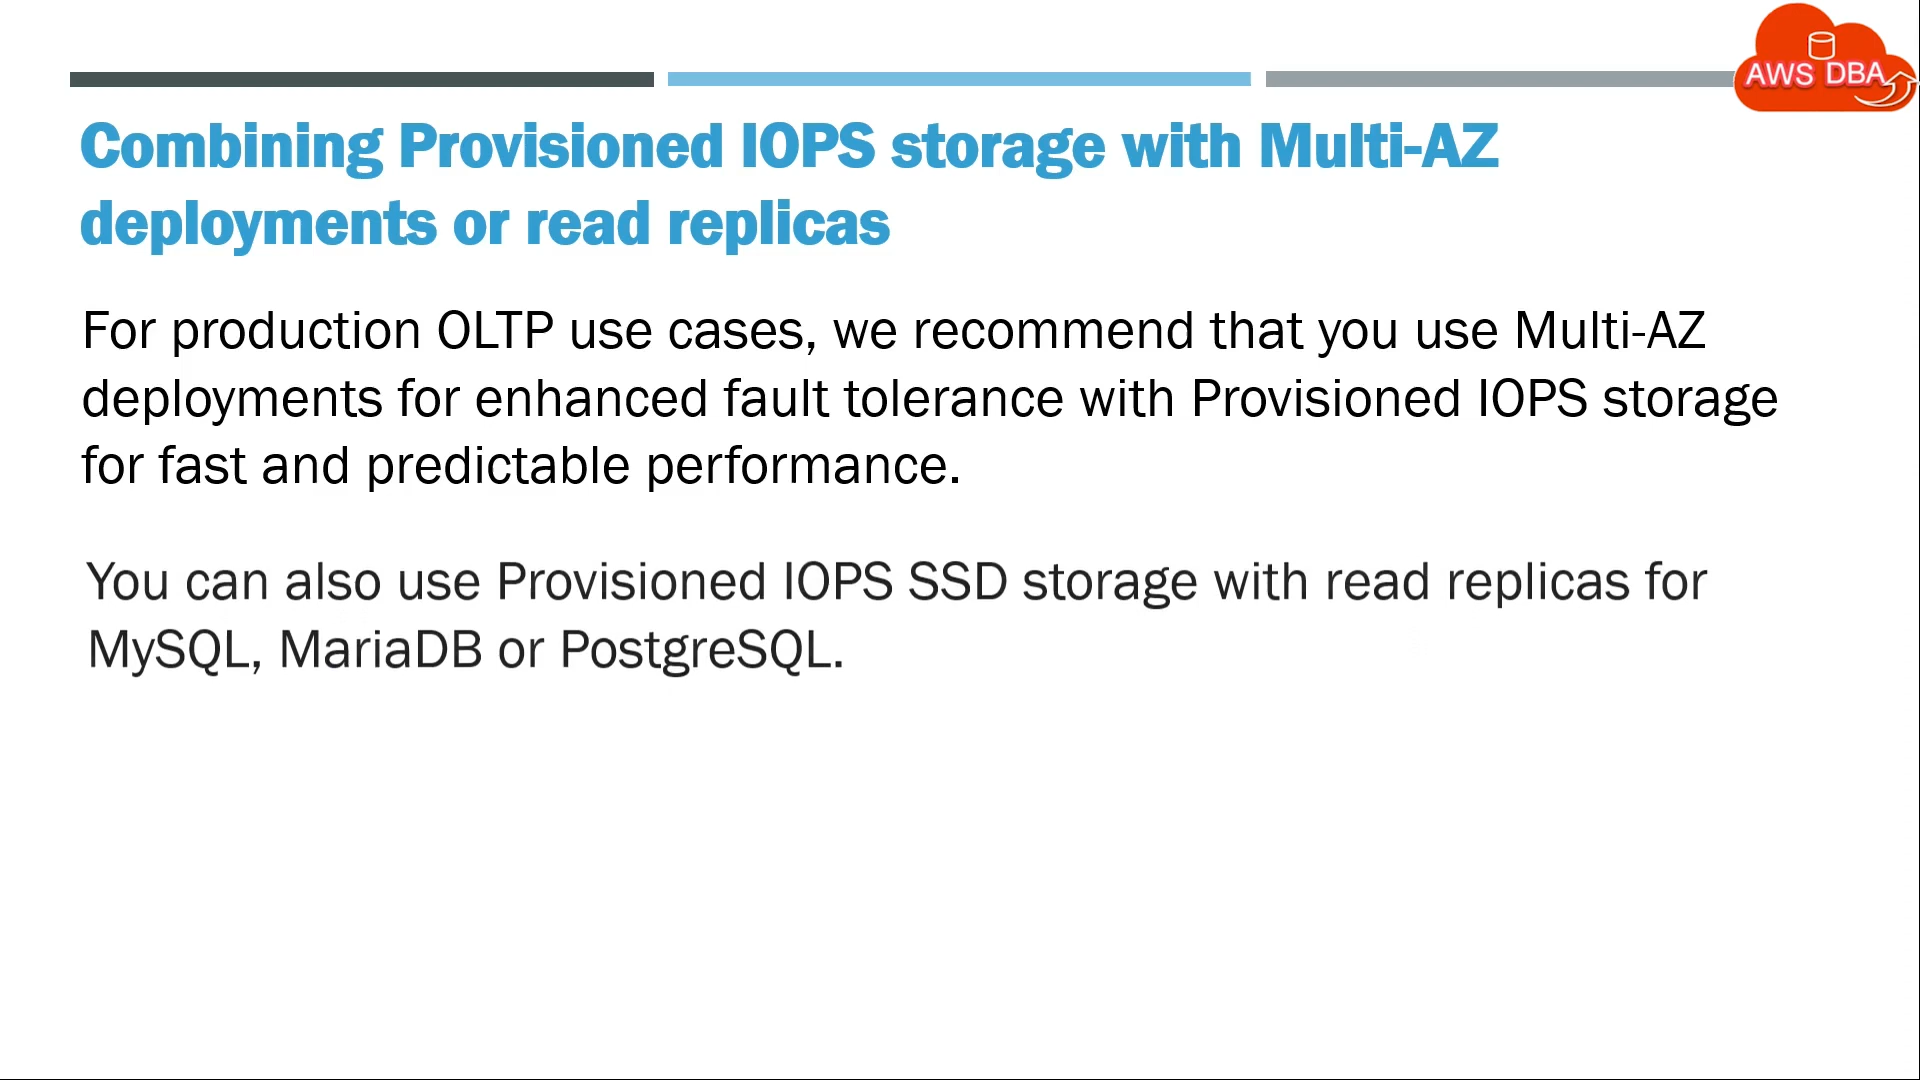 AWS DBA
Combining Provisioned IOPS storage with Multi-AZ
deployments or read replicas
For production OLTP use cases, we recommend that you use Multi-AZ
deployments for enhanced fault tolerance with Provisioned IOPS storage
for fast and predictable performance.
You can also use Provisioned IOPS SSD storage with read replicas for
MySQL, MariaDB or PostgreSQL.